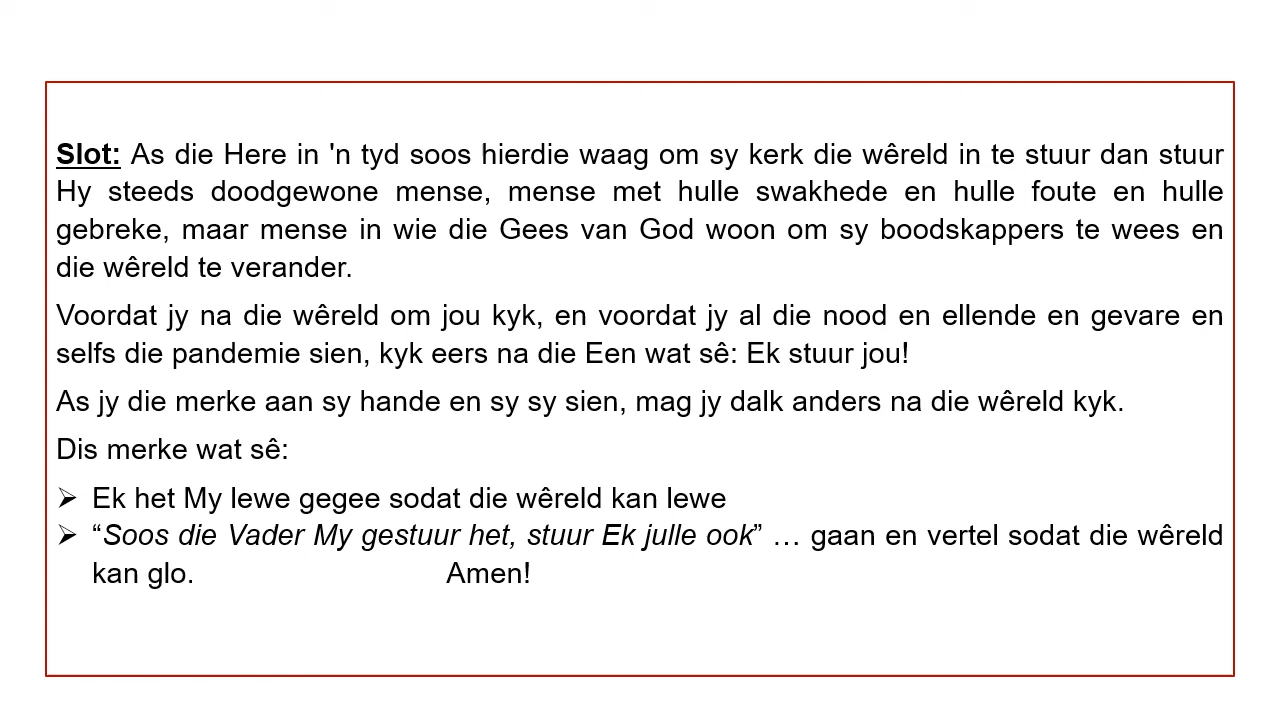 Slot: As die Here in 'n tyd soos hierdie waag om sy kerk die wêreld in te stuur dan stuur
Hy steeds doodgewone mense, mense met hulle swakhede en hulle foute en hulle
gebreke, maar mense in wie die Gees van God woon om sy boodskappers te wees en
die wêreld te verander.
Voordat jy na die wêreld om jou kyk, en voordat jy al die nood en ellende en gevare en
selfs die pandemie sien, kyk eers na die Een wat sê: Ek stuur jou!
As jy die merke aan sy hande en sy sy sien, mag jy dalk anders na die wêreld kyk.
Dis merke wat sê:
➢ Ek het My lewe gegee sodat die wêreld kan lewe
➢ “Soos die Vader My gestuur het, stuur Ek julle ook” … gaan en vertel sodat die wêreld
kan glo. Amen!